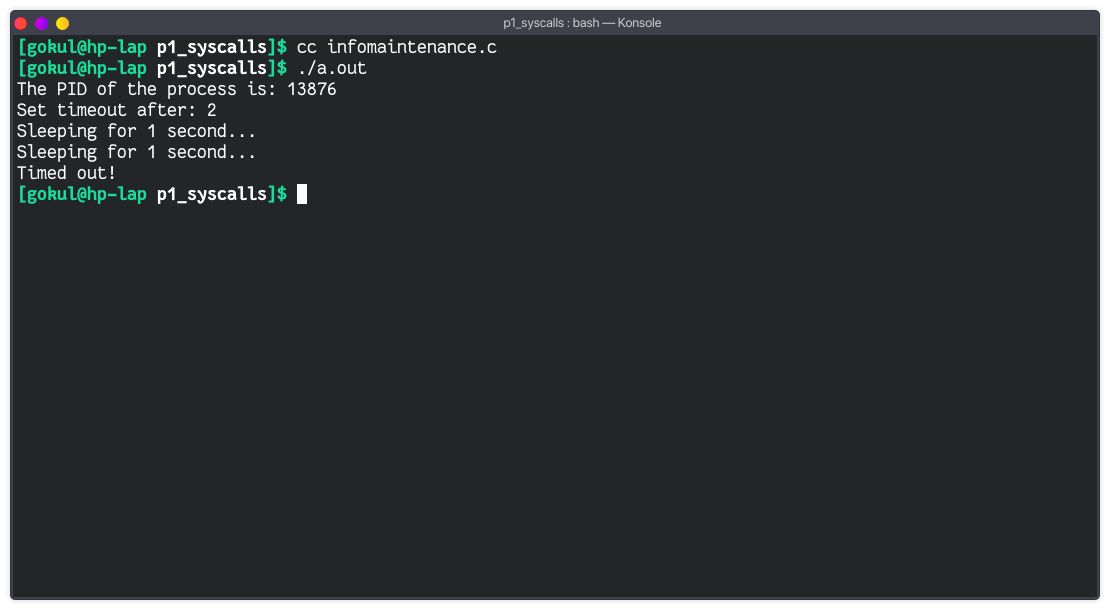 p1_syscalls : bash — Konsole
[gokul@hp-lap p1_syscalls]$ cc infomaintenance.c
[gokul@hp-lap p1_syscalls]$ ./a.out
The PID of the process is: 13876
Set timeout after: 2
Sleeping for 1 second...
Sleeping for 1 second...
Timed out!
[gokul@hp-lap p1_syscalls]$